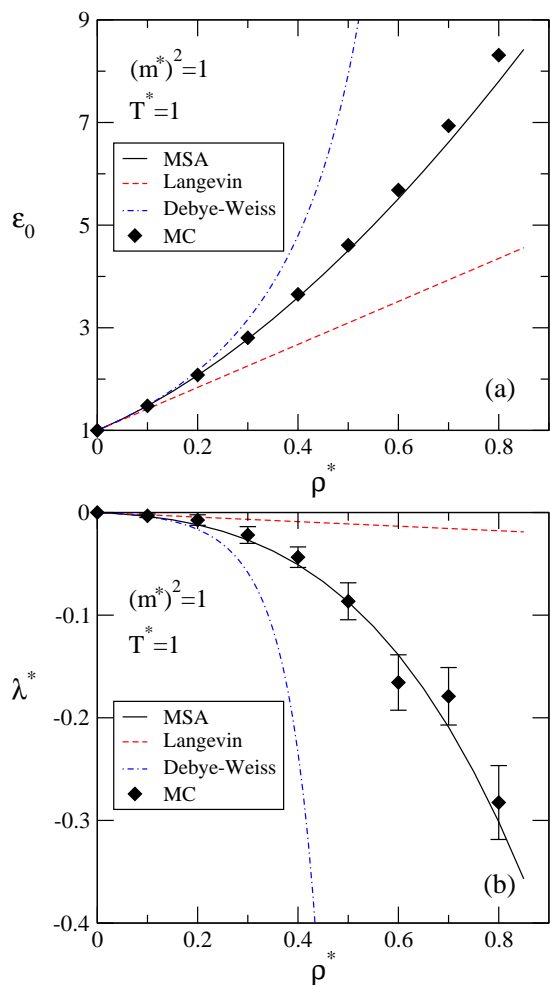 9
7
5
3
1
ε₀
(m*)²=1
T*=1
MSA
Langevin
Debye-Weiss
MC
(a)
0 0.2 0.4 0.6 0.8
ρ*
0
-0.1
-0.2
-0.3
-0.4
λ*
(m*)²=1
T*=1
MSA
Langevin
Debye-Weiss
MC
(b)
0 0.2 0.4 0.6 0.8
ρ*